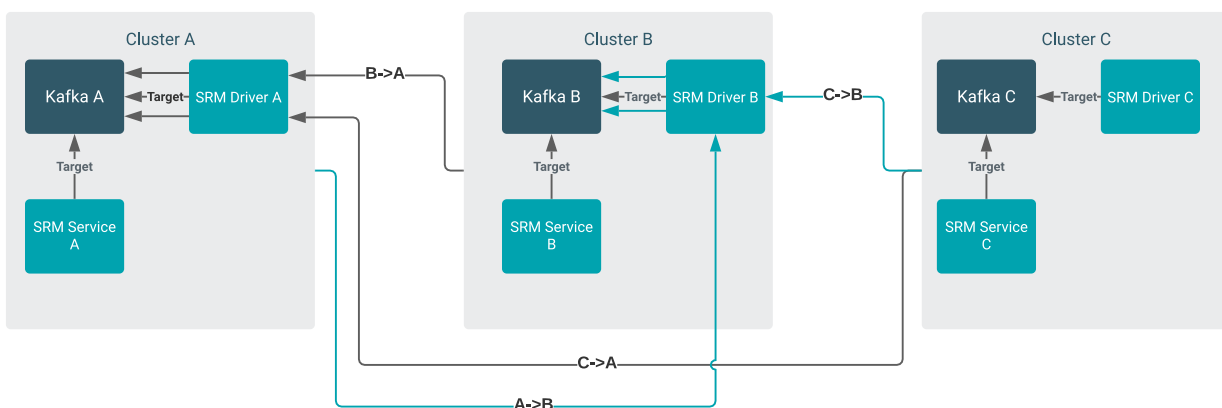 Cluster A
Kafka A
Target
SRM Driver A
Target
SRM Service
A
B->A
Cluster B
Kafka B
Target
SRM Driver B
Target
SRM Service
B
C->B
Cluster C
Kafka C
Target
SRM Driver C
Target
SRM Service
C
C->A
A->B